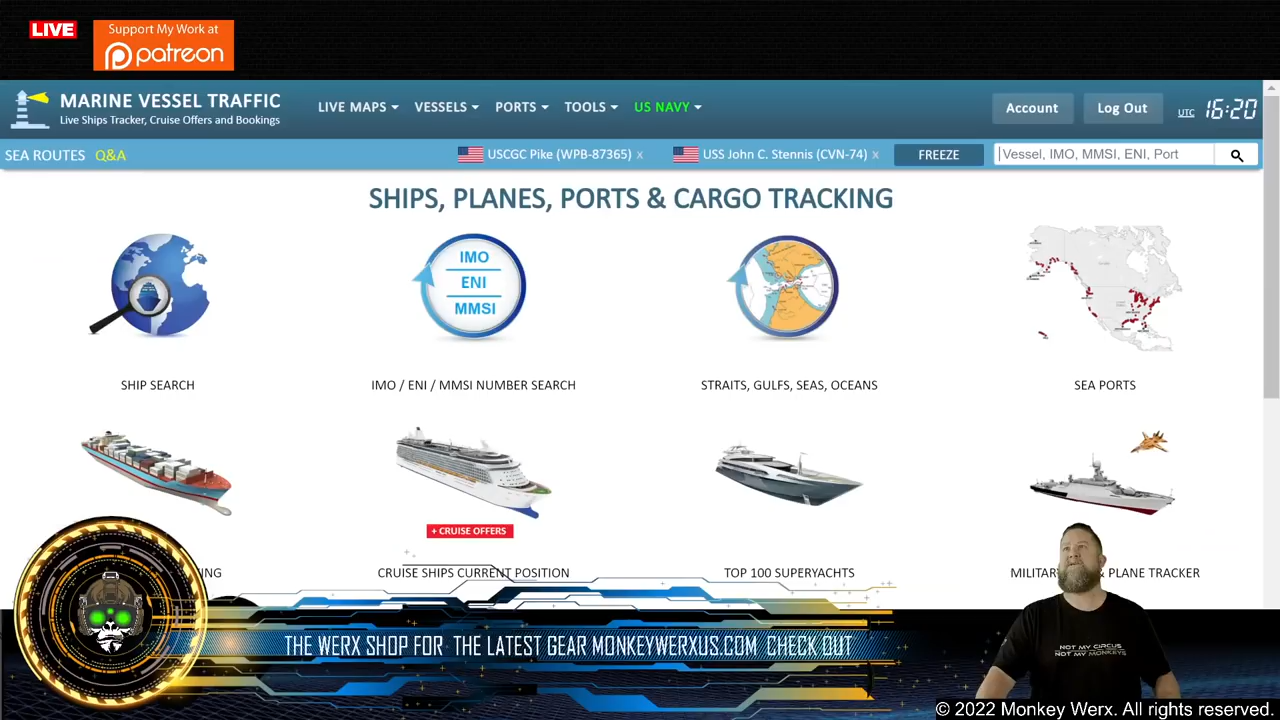 LIVE
Support My Work at
patreon
MARINE VESSEL TRAFFIC
Live Ships Tracker, Cruise Offers and Bookings
LIVE MAPS
VESSELS
PORTS
TOOLS
US NAVY
Account
Log Out
UTC
16:20
SEA ROUTES
Q&A
USCGC Pike (WPB-87365) x
USS John C. Stennis (CVN-74) x
FREEZE
Vessel, IMO, MMSI, ENI, Port
SHIPS, PLANES, PORTS & CARGO TRACKING
IMO
ENI
MMSI
SHIP SEARCH
IMO / ENI / MMSI NUMBER SEARCH
STRAITS, GULFS, SEAS, OCEANS
SEA PORTS
+ CRUISE OFFERS
CRUISE SHIPS CURRENT POSITION
TOP 100 SUPERYACHTS
PLANE TRACKER
THE WERX SHOP FOR THE LATEST GEAR MONKEYWERXUS.COM CHECK OUT
NOT MY CIRCUS
NOT MY MONKEYS
© 2022 Monkey Werx. All rights reserved.